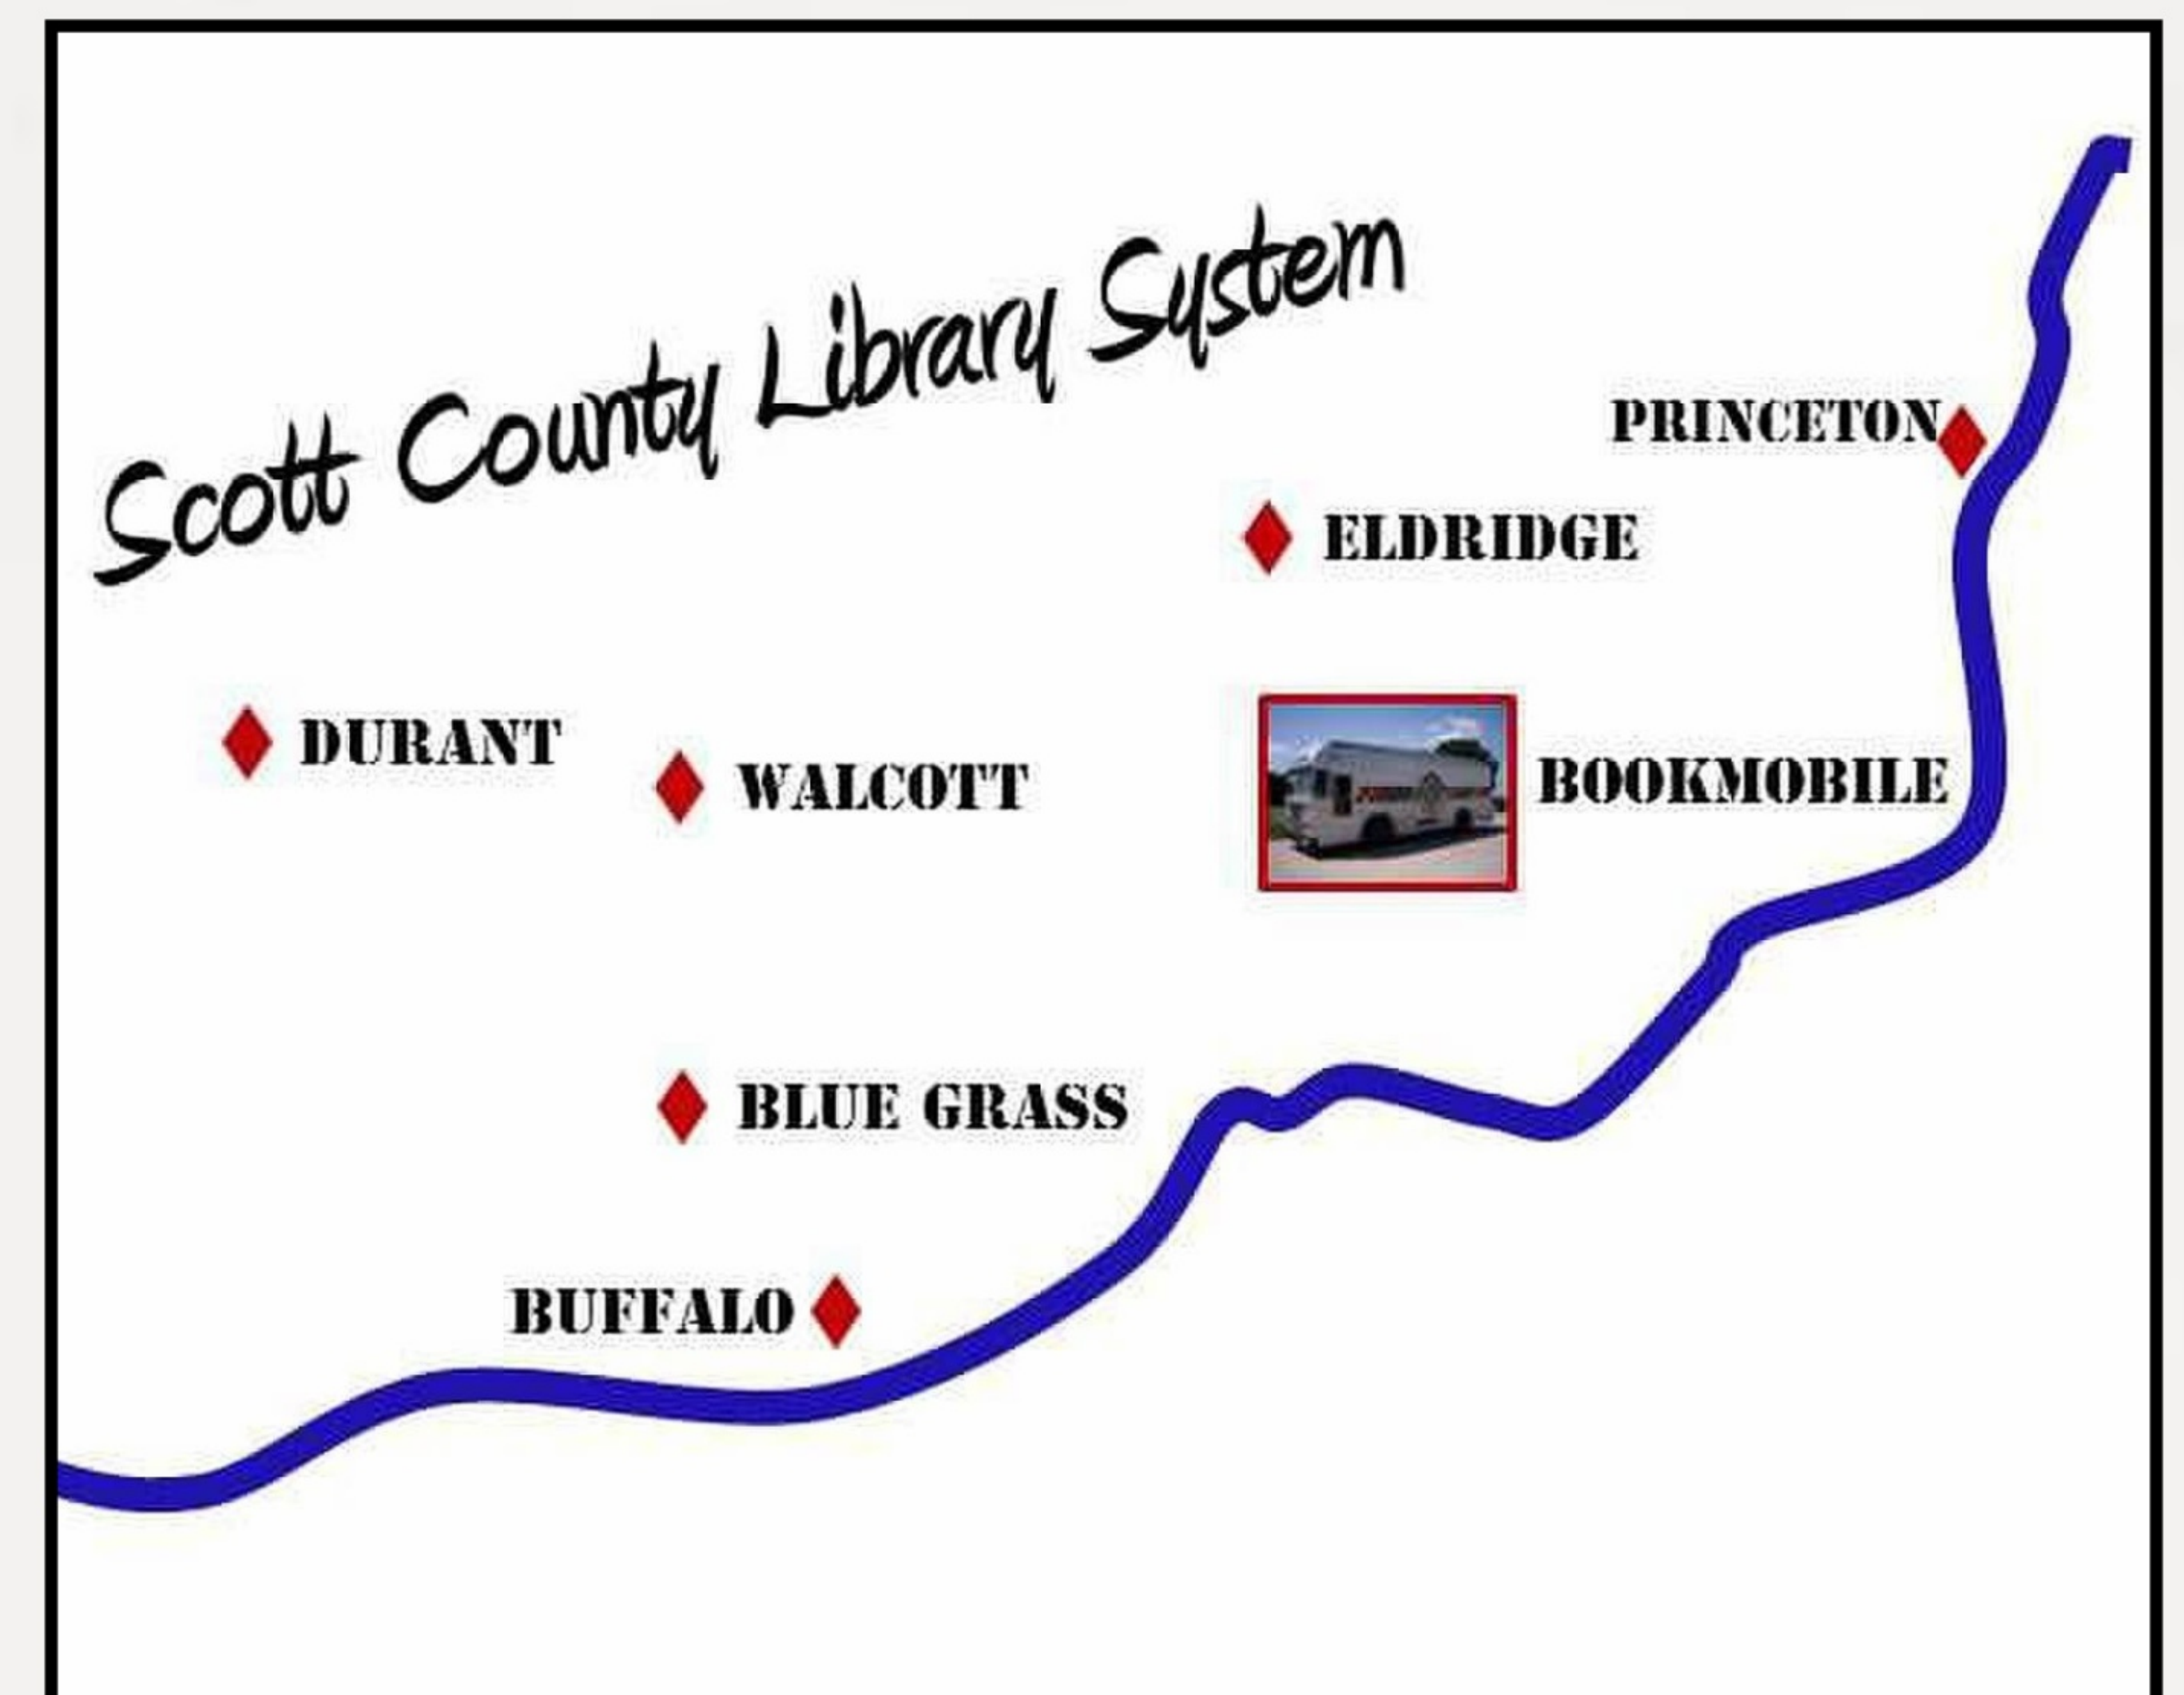 Scott County Library System
PRINCETON
ELDRIDGE
DURANT
WALCOTT
BOOKMOBILE
BLUE GRASS
BUFFALO